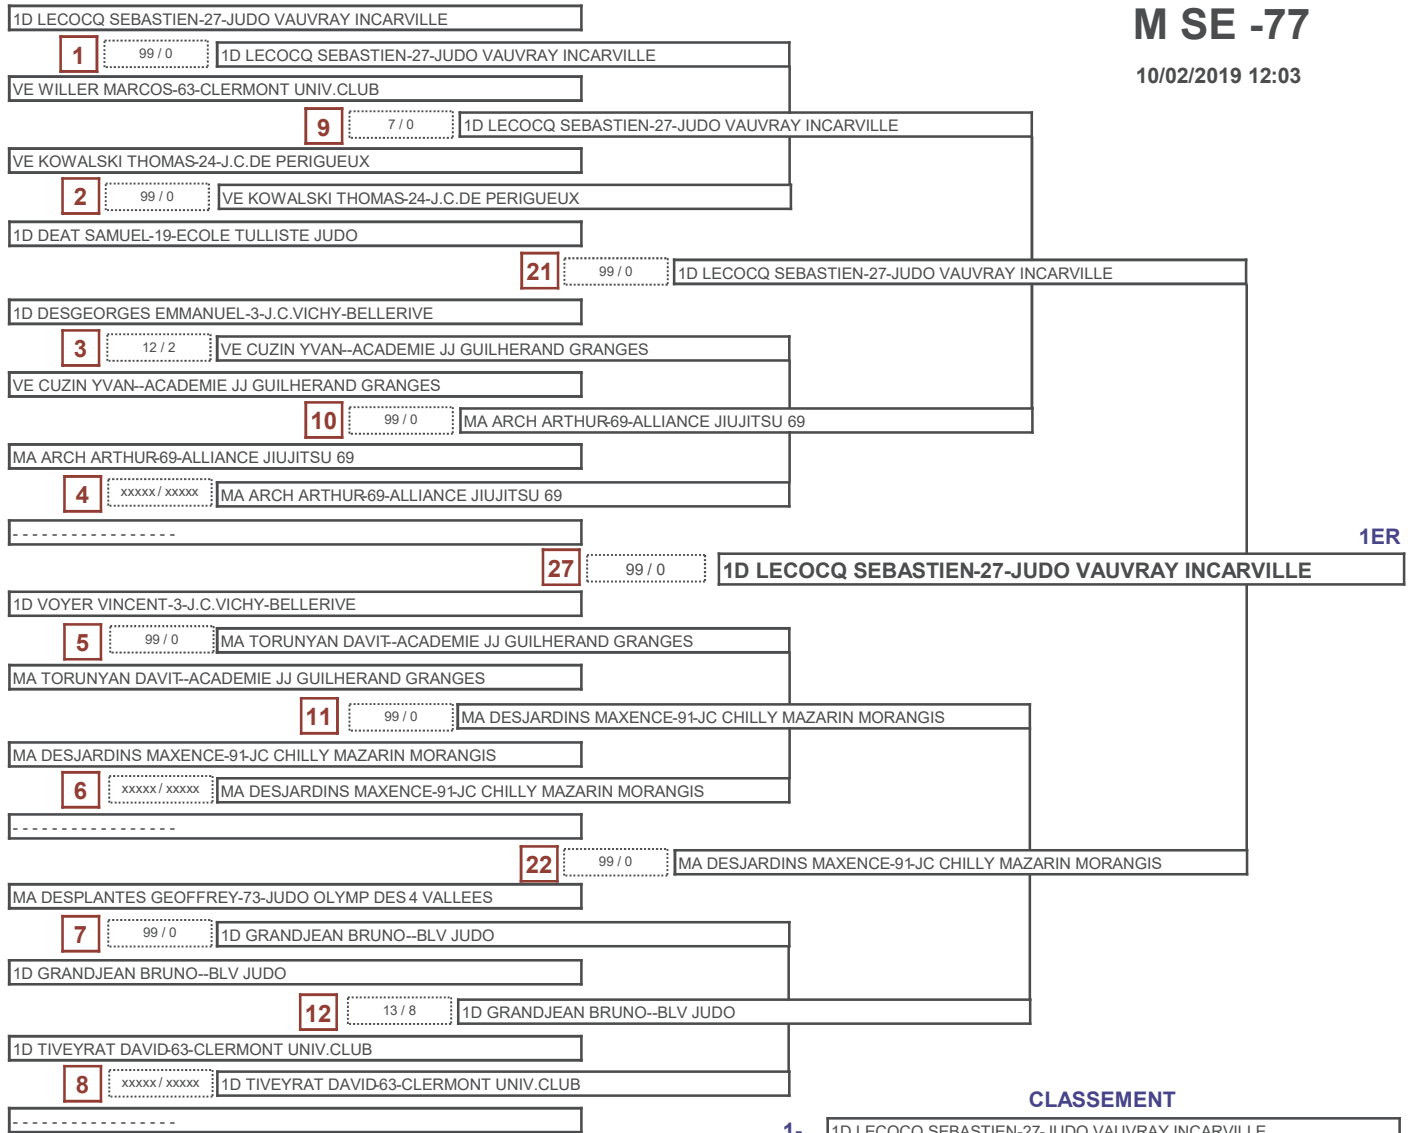 1D LECOCQ SEBASTIEN-27-JUDO VAUVRAY INCARVILLE
M SE -77
1 99 / 0 1D LECOCQ SEBASTIEN-27-JUDO VAUVRAY INCARVILLE
10/02/2019 12:03
VE WILLER MARCOS-63-CLERMONT UNIV.CLUB
9 7 / 0 1D LECOCQ SEBASTIEN-27-JUDO VAUVRAY INCARVILLE
VE KOWALSKI THOMAS-24-J.C.DE PERIGUEUX
2 99 / 0 VE KOWALSKI THOMAS-24-J.C.DE PERIGUEUX
1D DEAT SAMUEL-19-ECOLE TULLISTE JUDO
21 99 / 0 1D LECOCQ SEBASTIEN-27-JUDO VAUVRAY INCARVILLE
1D DESGEORGES EMMANUEL-3-J.C.VICHY-BELLERIVE
3 12 / 2 VE CUZIN YVAN--ACADEMIE JJ GUILHERAND GRANGES
VE CUZIN YVAN--ACADEMIE JJ GUILHERAND GRANGES
10 99 / 0 MA ARCH ARTHUR-69-ALLIANCE JIUJITSU 69
MA ARCH ARTHUR-69-ALLIANCE JIUJITSU 69
4 xxxxx / xxxxx MA ARCH ARTHUR-69-ALLIANCE JIUJITSU 69
- - - - - - - - - - - - - - - - -
1ER
27 99 / 0 1D LECOCQ SEBASTIEN-27-JUDO VAUVRAY INCARVILLE
1D VOYER VINCENT-3-J.C.VICHY-BELLERIVE
5 99 / 0 MA TORUNYAN DAVIT--ACADEMIE JJ GUILHERAND GRANGES
MA TORUNYAN DAVIT--ACADEMIE JJ GUILHERAND GRANGES
11 99 / 0 MA DESJARDINS MAXENCE-91-JC CHILLY MAZARIN MORANGIS
MA DESJARDINS MAXENCE-91-JC CHILLY MAZARIN MORANGIS
6 xxxxx / xxxxx MA DESJARDINS MAXENCE-91-JC CHILLY MAZARIN MORANGIS
- - - - - - - - - - - - - - - - -
22 99 / 0 MA DESJARDINS MAXENCE-91-JC CHILLY MAZARIN MORANGIS
MA DESPLANTES GEOFFREY-73-JUDO OLYMP DES 4 VALLEES
7 99 / 0 1D GRANDJEAN BRUNO--BLV JUDO
1D GRANDJEAN BRUNO--BLV JUDO
12 13 / 8 1D GRANDJEAN BRUNO--BLV JUDO
1D TIVEYRAT DAVID-63-CLERMONT UNIV.CLUB
8 xxxxx / xxxxx 1D TIVEYRAT DAVID-63-CLERMONT UNIV.CLUB
CLASSEMENT
- - - - - - - - - - - - - - - - -
1- 1D LECOCQ SEBASTIEN-27-JUDO VAUVRAY INCARVILLE